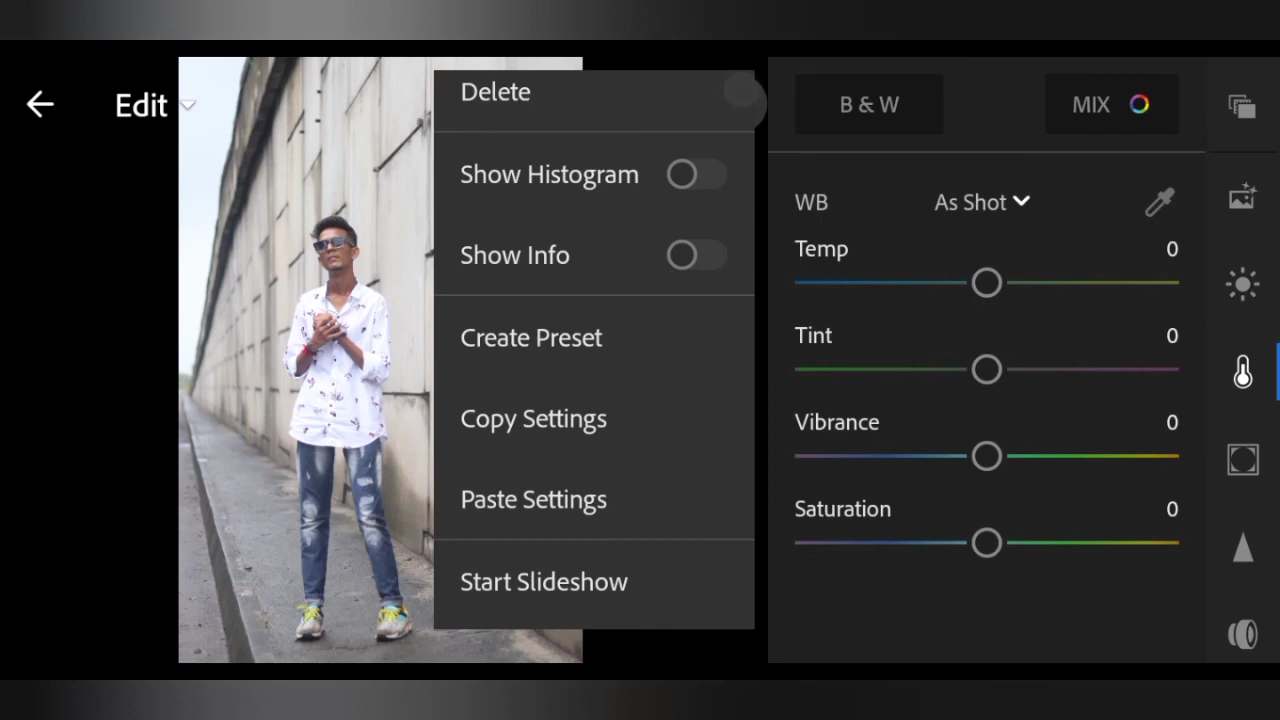 Edit
Delete
Show Histogram
Show Info
Create Preset
Copy Settings
Paste Settings
Start Slideshow
B & W
MIX
WB
As Shot
Temp
0
Tint
0
Vibrance
0
Saturation
0